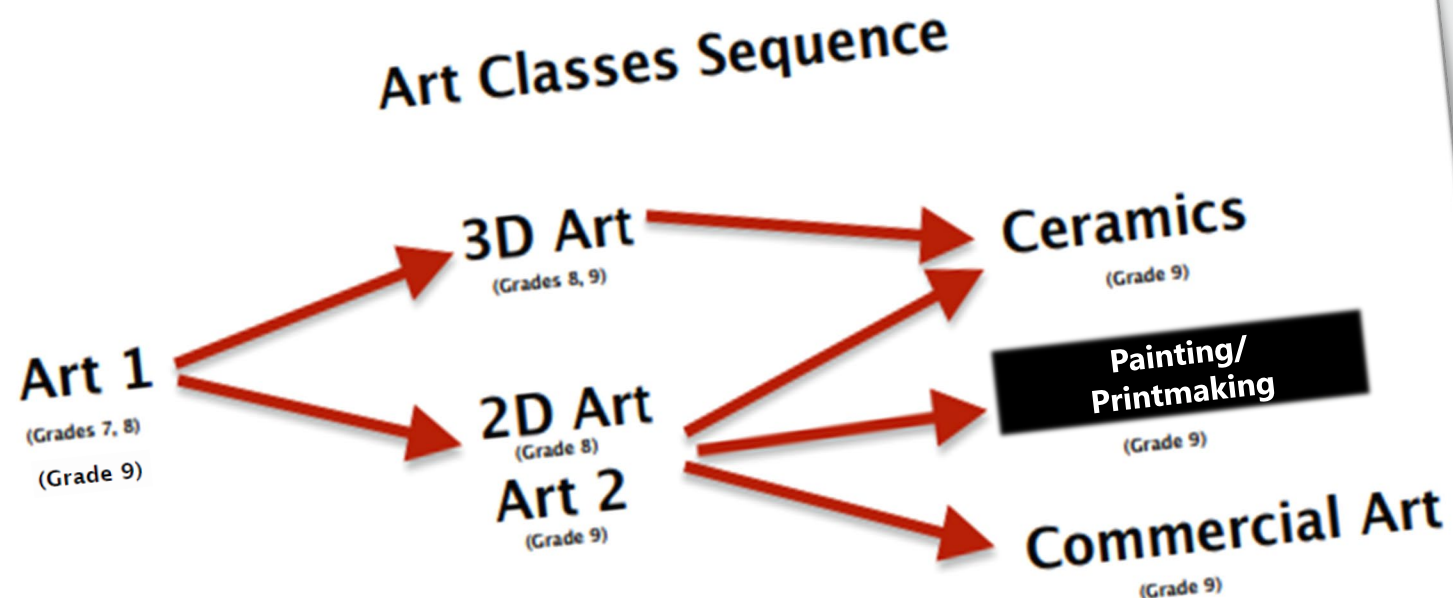 Art Classes Sequence
Art 1
(Grades 7, 8)
(Grade 9)
3D Art
(Grades 8, 9)
2D Art
(Grade 8)
Art 2
(Grade 9)
Ceramics
(Grade 9)
Painting/
Printmaking
(Grade 9)
Commercial Art
(Grade 9)